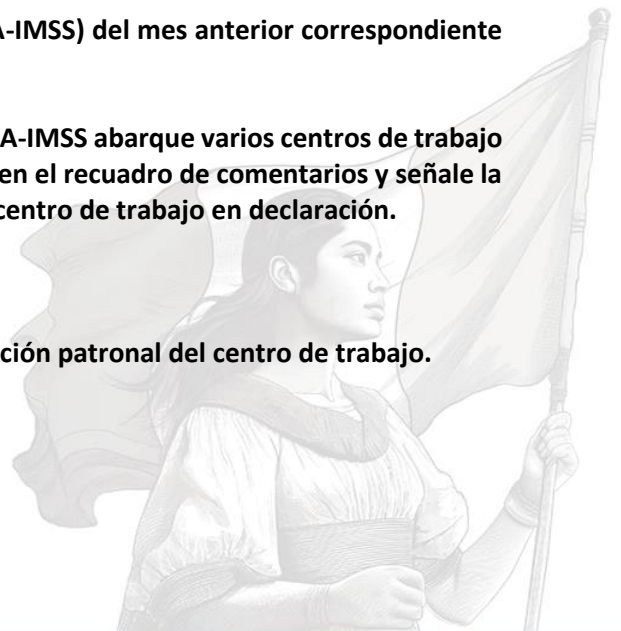 A-IMSS) del mes anterior correspondiente
A-IMSS abarque varios centros de trabajo
en el recuadro de comentarios y señale la
centro de trabajo en declaración.
ción patronal del centro de trabajo.